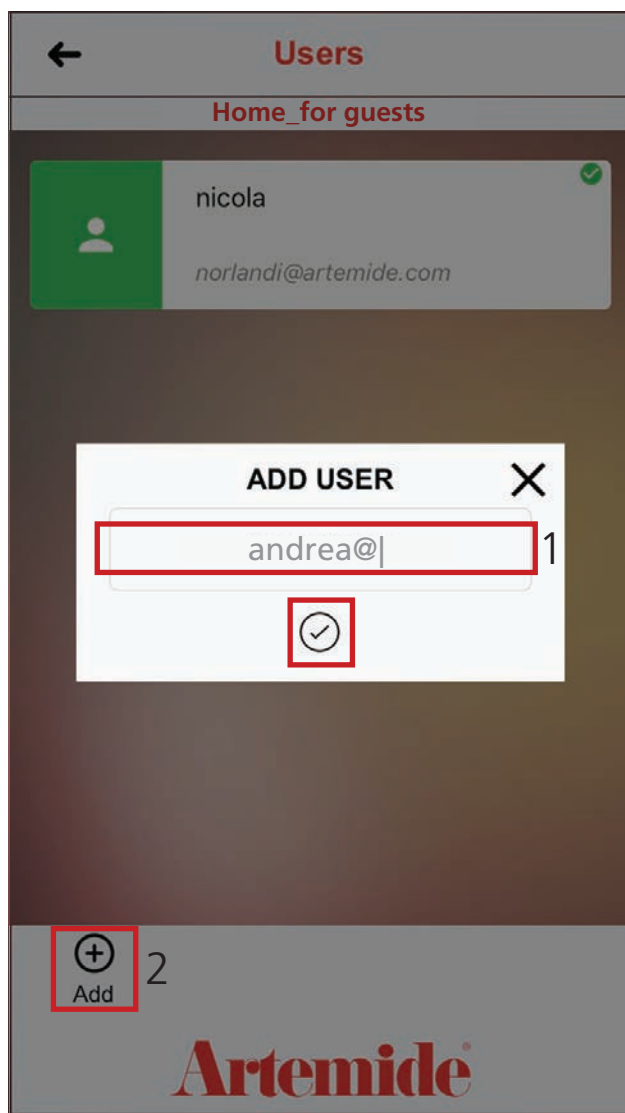 Users
Home_for guests
nicola
norlandi@artemide.com
ADD USER
andrea@|
1
Add
2
Artemide®